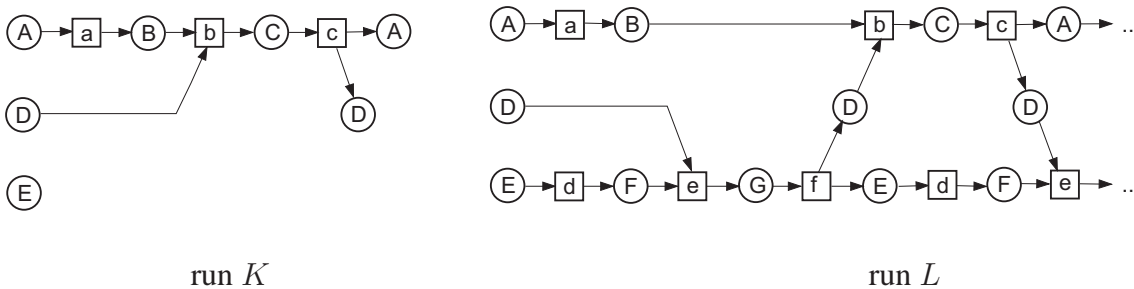 A a B b C c A
A a B b C c A ..
D D
D D D
E
E d F e G f E d F e ..
run K
run L